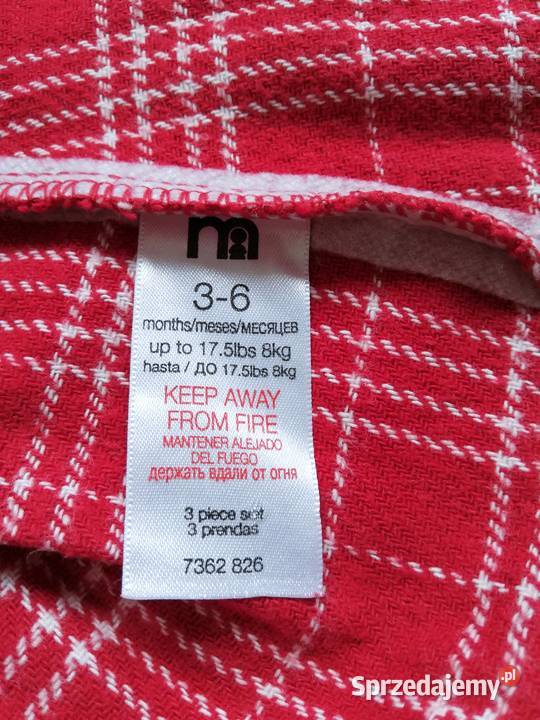 m
3-6
months/meses/МЕСЯЦЕВ
up to 17.5lbs 8kg
hasta / ДО 17.5lbs 8kg
KEEP AWAY
FROM FIRE
MANTENER ALEJADO
DEL FUEGO
держать вдали от огня
3 piece set
3 prendas
7362 826
Sprzedajemy.pl